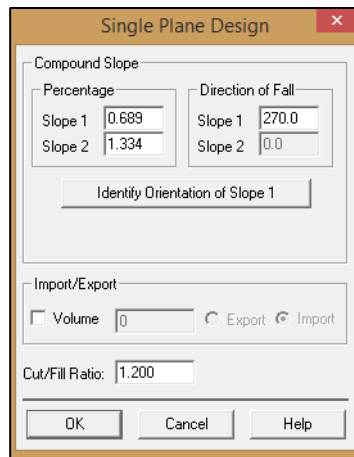 Single Plane Design
Compound Slope
Percentage
Slope 1 0.689
Slope 2 1.334
Direction of Fall
Slope 1 270.0
Slope 2 0.0
Identify Orientation of Slope 1
Import/Export
Volume 0 Export Import
Cut/Fill Ratio: 1.200
OK Cancel Help